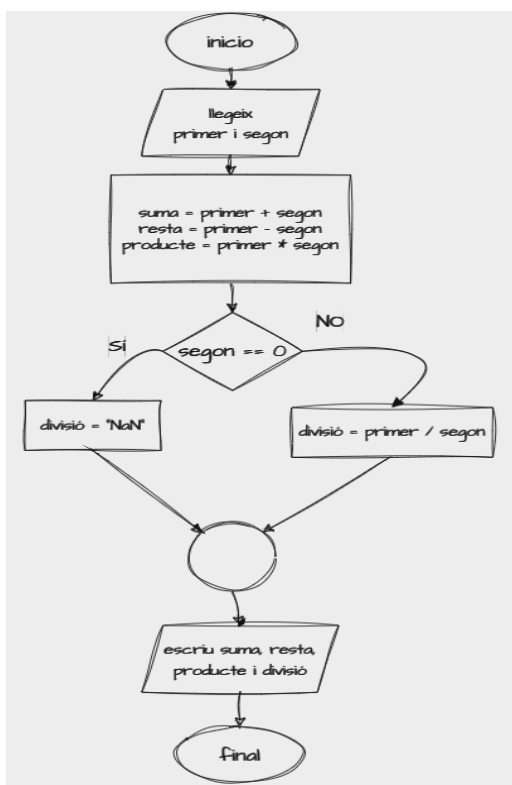 inicio
llegeix
primer i segon
suma = primer + segon
resta = primer - segon
producte = primer * segon
segon == 0
Sí
No
divisió = "NaN"
divisió = primer / segon
escriu suma, resta,
producte i divisió
final